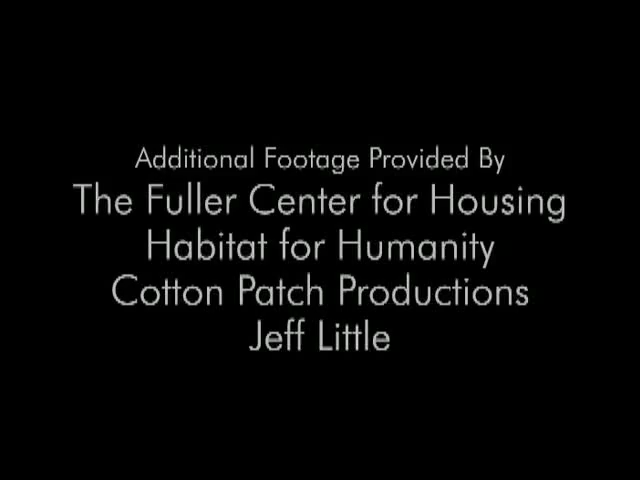 Additional Footage Provided By
The Fuller Center for Housing
Habitat for Humanity
Cotton Patch Productions
Jeff Little